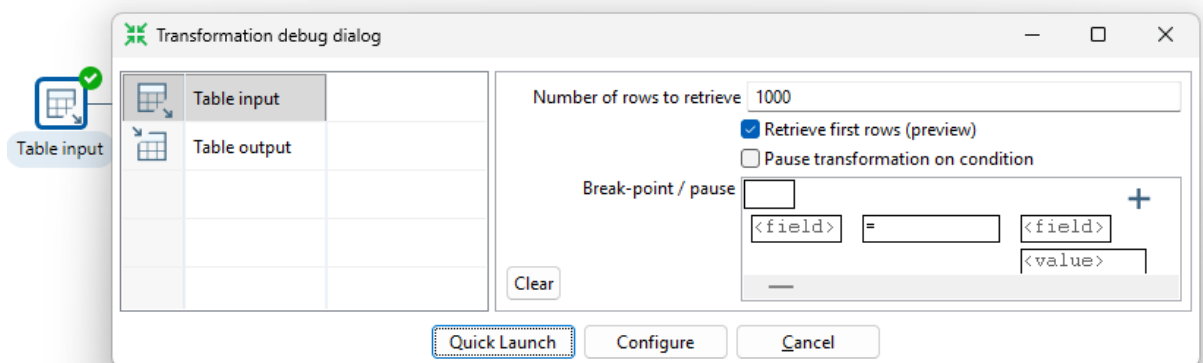 Transformation debug dialog
Table input
Table input
Table output
Number of rows to retrieve 1000
Retrieve first rows (preview)
Pause transformation on condition
Break-point / pause
<field> = <field>
<value>
Clear
Quick Launch Configure Cancel